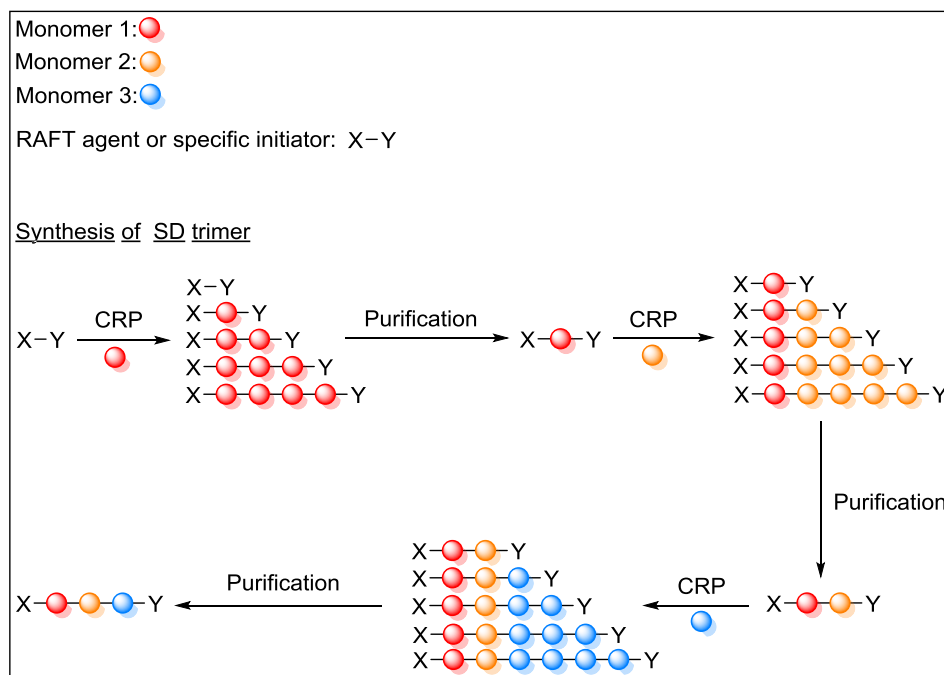 Monomer 1:
Monomer 2:
Monomer 3:
RAFT agent or specific initiator: X–Y
Synthesis of SD trimer
X–Y
CRP
X–Y
X Y
X Y
X Y
X Y
Purification
X Y
CRP
X Y
X Y
X Y
X Y
X Y
Purification
X Y
CRP
X Y
X Y
X Y
X Y
X Y
Purification
X Y